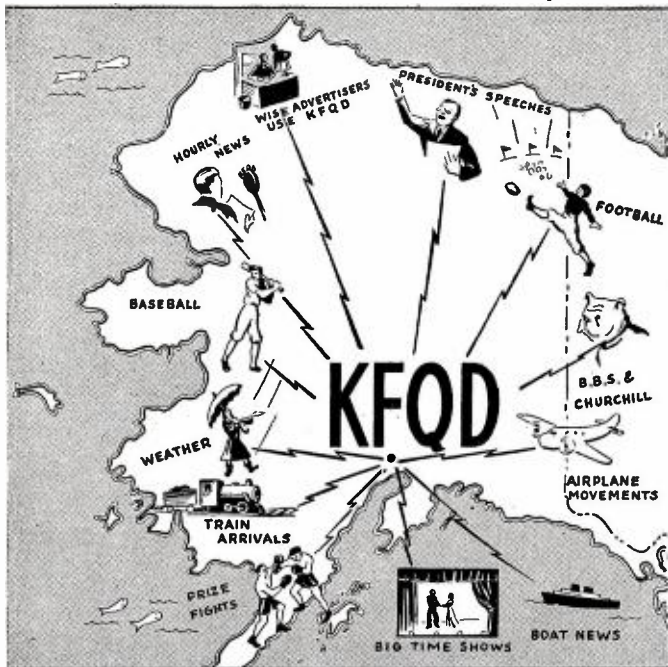 WISE ADVERTISERS
USE KFQD
PRESIDENT'S SPEECHES
HOURLY
NEWS
FOOTBALL
BASEBALL
KFQD
B.B.S. &
CHURCHILL
WEATHER
AIRPLANE
MOVEMENTS
TRAIN
ARRIVALS
PRIZE
FIGHTS
BIG TIME SHOWS
BOAT NEWS